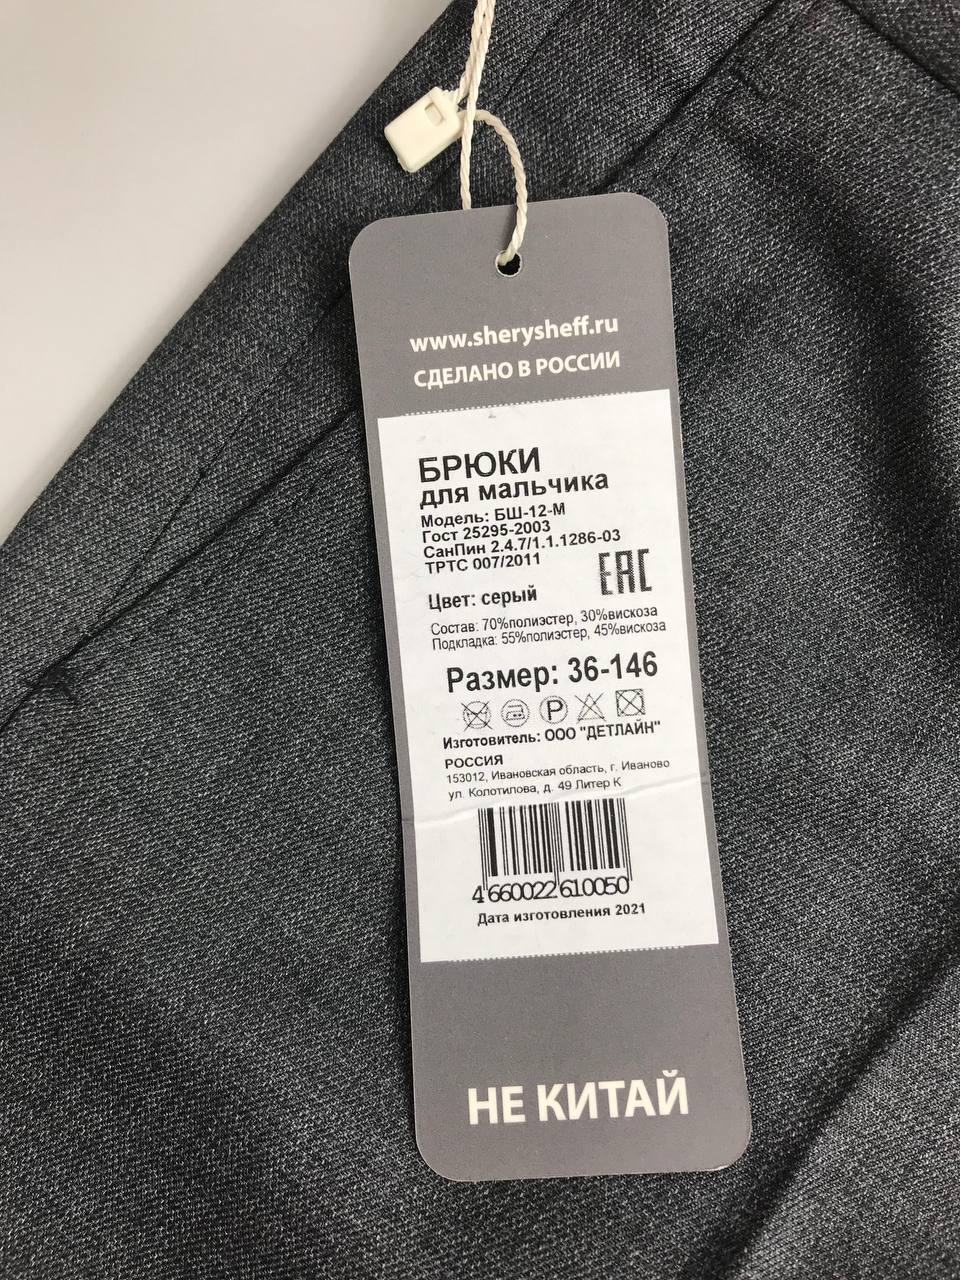 www.sherysheff.ru
СДЕЛАНО В РОССИИ
БРЮКИ
для мальчика
Модель: БШ-12-М
Гост 25295-2003
СанПин 2.4.7/1.1.1286-03
ТРТС 007/2011
ЕАС
Цвет: серый
Состав: 70%полиэстер, 30%вискоза
Подкладка: 55%полиэстер, 45%вискоза
Размер: 36-146
P
Изготовитель: ООО "ДЕТЛАЙН"
РОССИЯ
153012, Ивановская область, г. Иваново
ул. Колотилова, д. 49 Литер К
4 660022 610050
Дата изготовления 2021
НЕ КИТАЙ